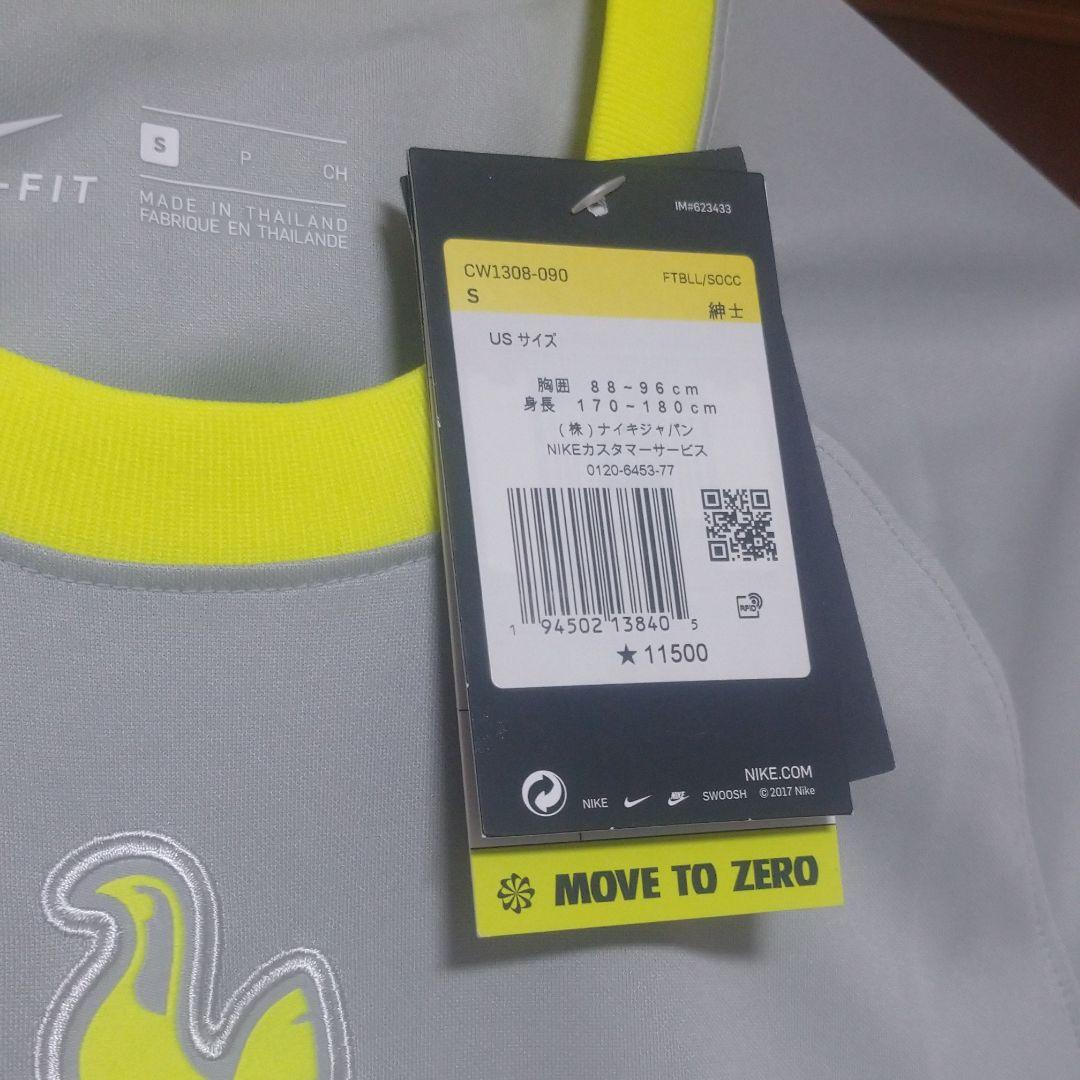 -FIT
S P CH
MADE IN THAILAND
FABRIQUE EN THAILANDE
IM#623433
CW1308-090 FTBLL/SOCC
S 紳士
US サイズ
胸囲 88~96cm
身長 170~180cm
(株)ナイキジャパン
NIKEカスタマーサービス
0120-6453-77
1 94502 13840 5
RFID
★11500
NIKE.COM
NIKE NIKE SWOOSH ©2017 Nike
MOVE TO ZERO